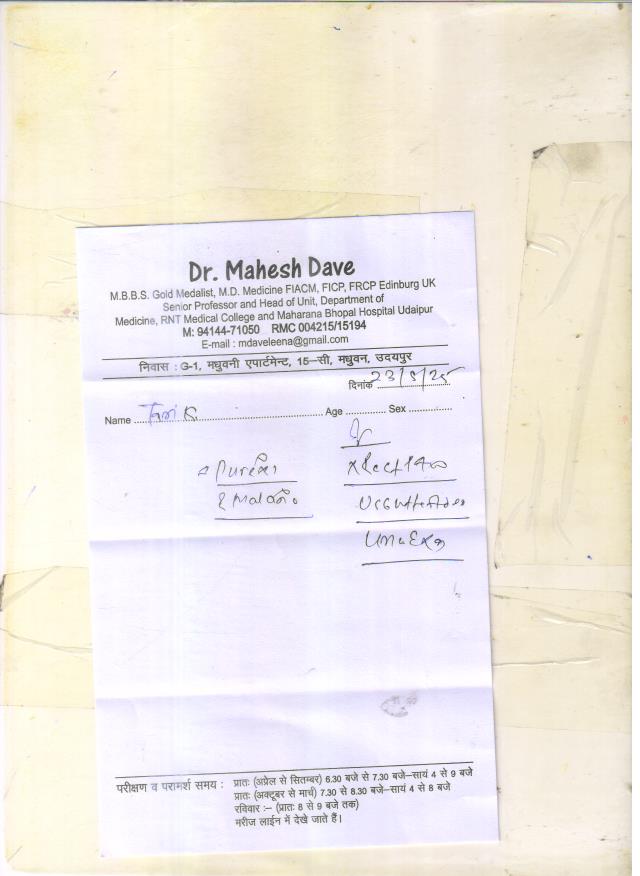 Dr. Mahesh Dave
M.B.B.S. Gold Medalist, M.D. Medicine FIACM, FICP, FRCP Edinburg UK
Senior Professor and Head of Unit, Department of
Medicine, RNT Medical College and Maharana Bhopal Hospital Udaipur
M: 94144-71050 RMC 004215/15194
E-mail : mdaveleena@gmail.com
निवास : G-1, मधुवनी एपार्टमेन्ट, 15–सी, मधुवन, उदयपुर
दिनांक 23/5/25
Name Age Sex
परीक्षण व परामर्श समय : प्रातः (अप्रेल से सितम्बर) 6.30 बजे से 7.30 बजे–सायं 4 से 9 बजे
प्रातः (अक्टूबर से मार्च) 7.30 से 8.30 बजे–सायं 4 से 8 बजे
रविवार :– (प्रातः 8 से 9 बजे तक)
मरीज लाईन में देखे जाते हैं।